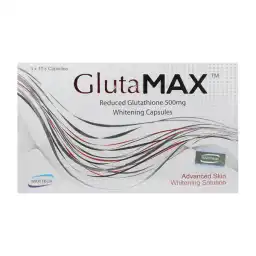 GlutaMAX™
Reduced Glutathione 500mg
Whitening Capsules
Advanced Skin
Whitening Solution